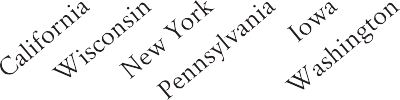 California
Wisconsin
New York
Pennsylvania
Iowa
Washington